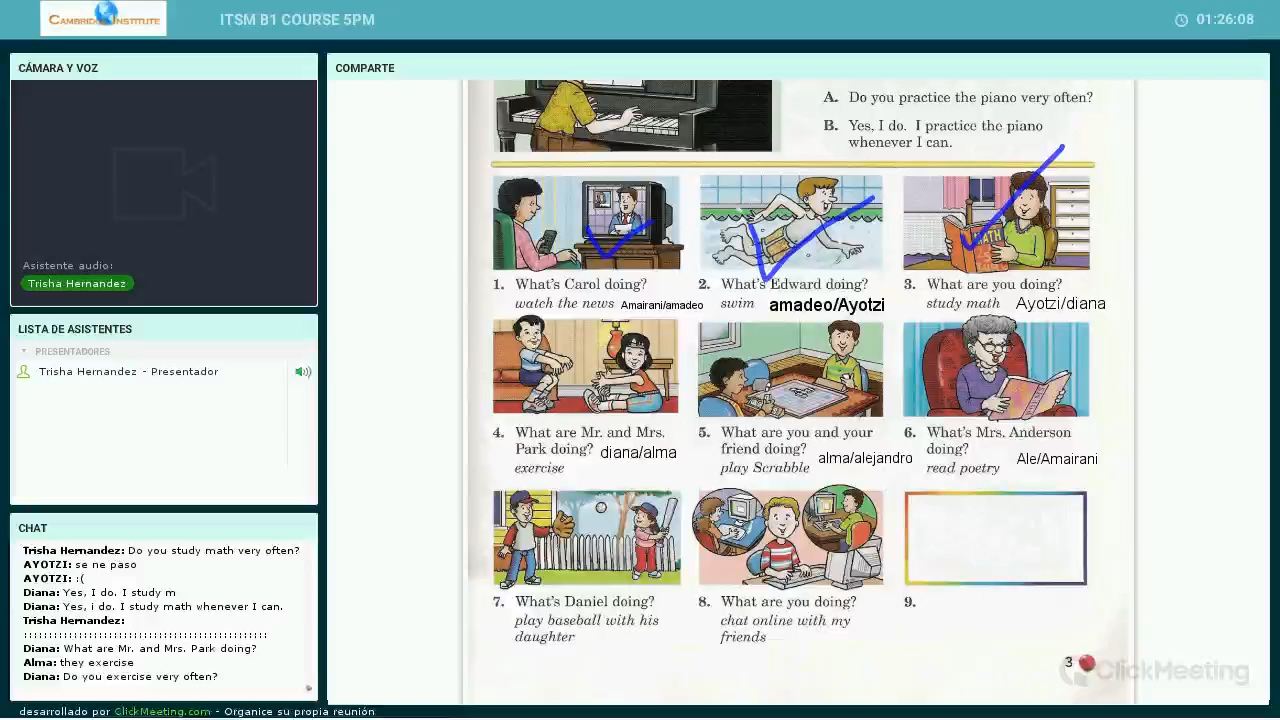 CAMBRIDGE INSTITUTE
ITSM B1 COURSE 5PM
01:26:08
CÁMARA Y VOZ
Asistente audio:
Trisha Hernandez
LISTA DE ASISTENTES
PRESENTADORES
Trisha Hernandez - Presentador
CHAT
Trisha Hernandez: Do you study math very often?
AYOTZI: se ne paso
AYOTZI: :(
Diana: Yes, I do. I study m
Diana: Yes, i do. I study math whenever I can.
Trisha Hernandez:
::::::::::::::::::::::::::::::::::::::::::::::::
Diana: What are Mr. and Mrs. Park doing?
Alma: they exercise
Diana: Do you exercise very often?
COMPARTE
A. Do you practice the piano very often?
B. Yes, I do. I practice the piano
whenever I can.
MATH
1. What's Carol doing?
watch the news Amairani/amadeo
2. What's Edward doing?
swim amadeo/Ayotzi
3. What are you doing?
study math Ayotzi/diana
4. What are Mr. and Mrs.
Park doing? diana/alma
exercise
5. What are you and your
friend doing?
play Scrabble alma/alejandro
6. What's Mrs. Anderson
doing?
read poetry Ale/Amairani
7. What's Daniel doing?
play baseball with his
daughter
8. What are you doing?
chat online with my
friends
9.
3
ClickMeeting
desarrollado por ClickMeeting.com - Organice su propia reunión